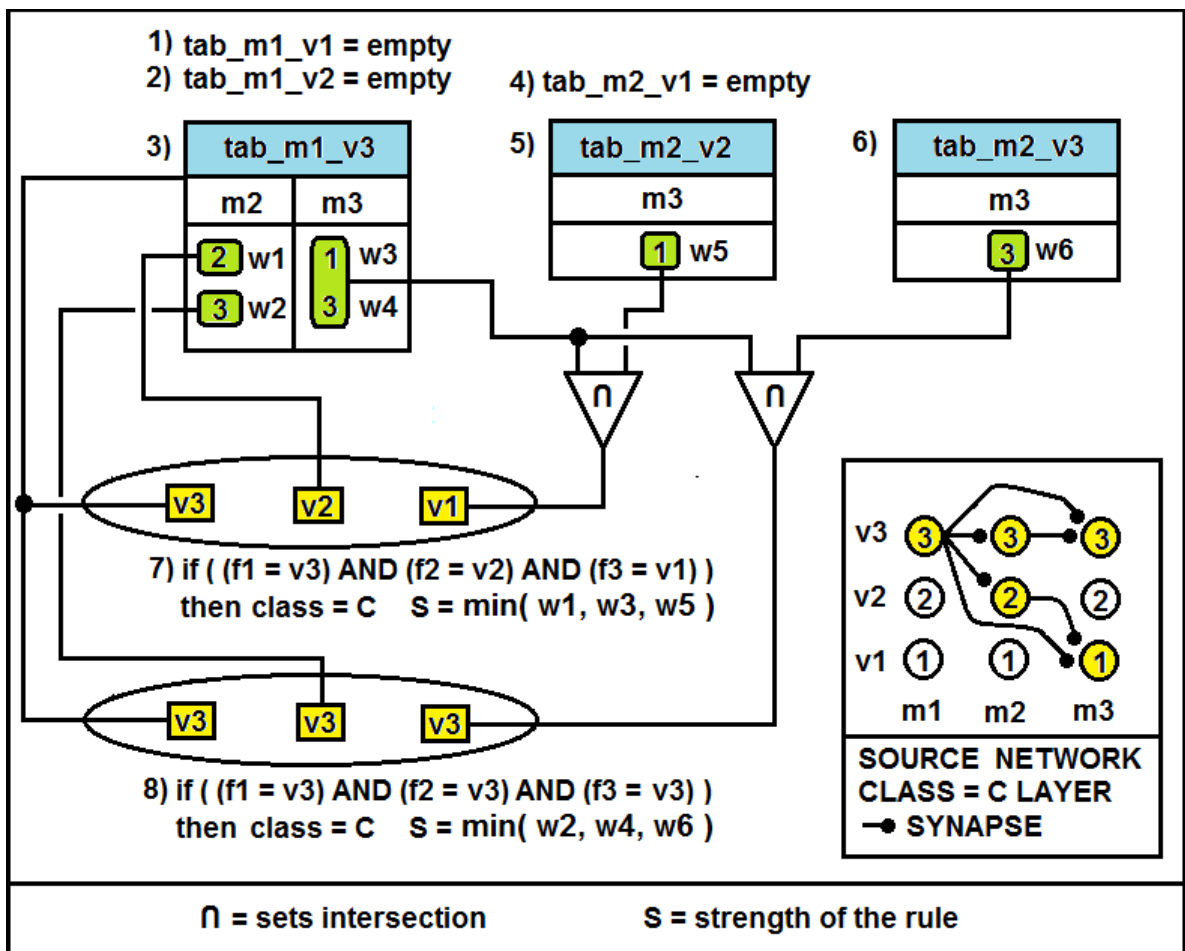 1) tab_m1_v1 = empty
2) tab_m1_v2 = empty
4) tab_m2_v1 = empty
3) tab_m1_v3
m2 m3
2 w1 1 w3
3 w2 3 w4
5) tab_m2_v2
m3
1 w5
6) tab_m2_v3
m3
3 w6
∩ ∩
v3 v2 v1
7) if ( (f1 = v3) AND (f2 = v2) AND (f3 = v1) )
then class = C S = min( w1, w3, w5 )
v3 v3 v3
8) if ( (f1 = v3) AND (f2 = v3) AND (f3 = v3) )
then class = C S = min( w2, w4, w6 )
v3 3 3 3
v2 2 2 2
v1 1 1 1
m1 m2 m3
SOURCE NETWORK
CLASS = C LAYER
SYNAPSE
∩ = sets intersection S = strength of the rule